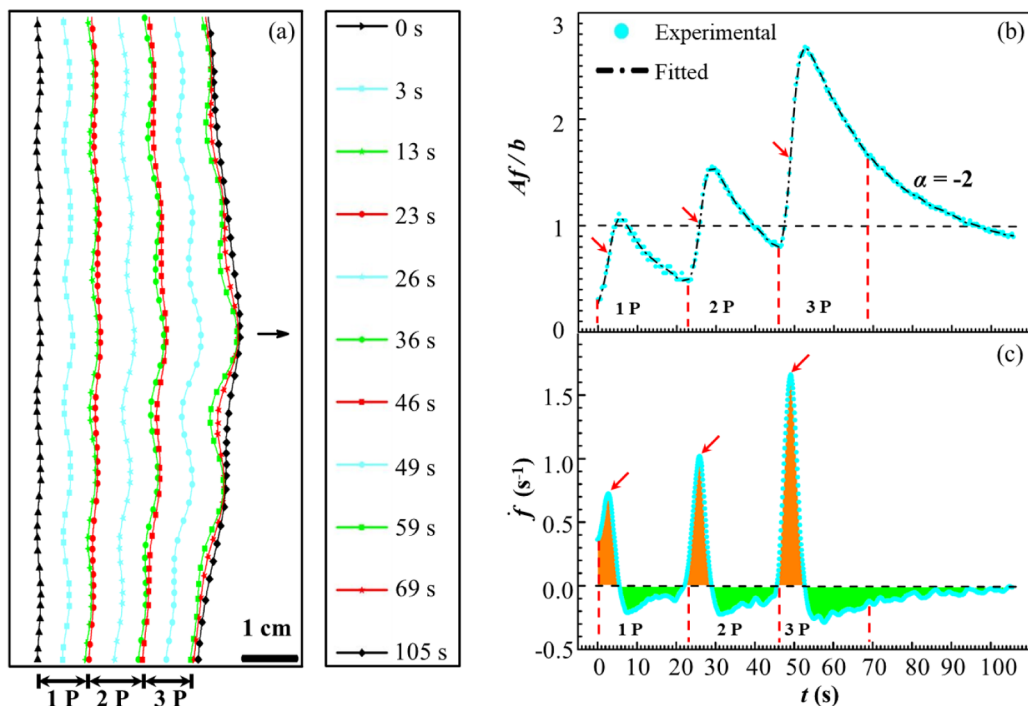 (a)
0 s
3 s
13 s
23 s
26 s
36 s
46 s
49 s
59 s
69 s
105 s
1 cm
1 P 2 P 3 P
(b)
Experimental
Fitted
Af / b
3
2
1
0
α = -2
1 P 2 P 3 P
(c)
ḟ (s⁻¹)
1.5
1.0
0.5
0.0
-0.5
1 P 2 P 3 P
0 10 20 30 40 50 60 70 80 90 100
t (s)